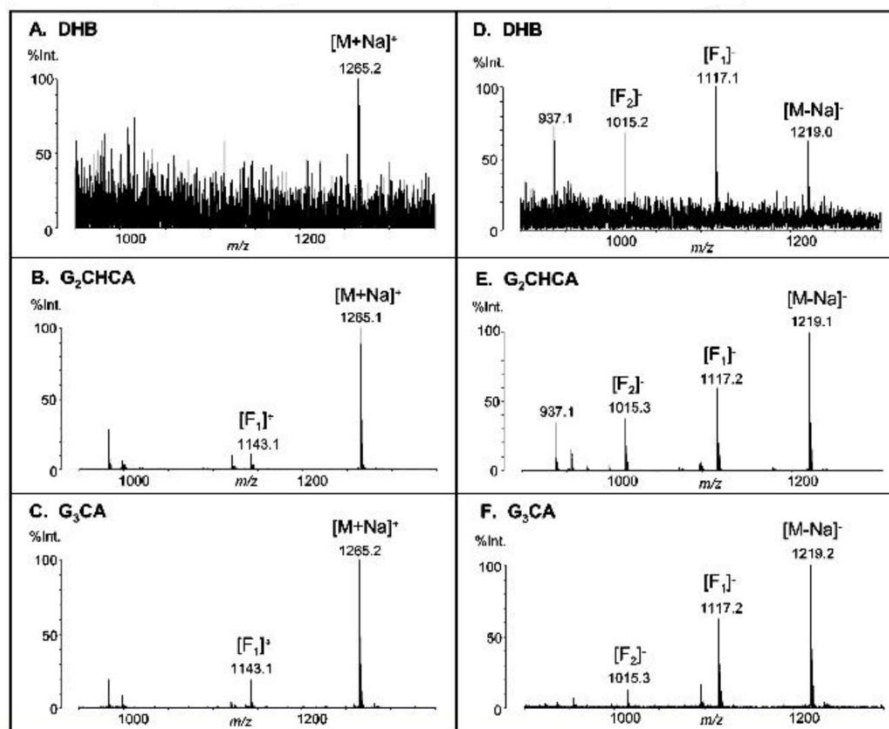 A. DHB
[M+Na]⁺
%Int.
1265.2
100
50
0
1000
m/z
1200
B. G₂CHCA
[M+Na]⁺
%Int.
1265.1
100
50
[F₁]⁺
1143.1
0
1000
m/z
1200
C. G₃CA
[M+Na]⁺
%Int.
1265.2
100
50
[F₁]⁺
1143.1
0
1000
m/z
1200
D. DHB
[F₁]⁻
%Int.
1117.1
100
[F₂]⁻
[M-Na]⁻
937.1
1015.2
1219.0
50
0
1000
m/z
1200
E. G₂CHCA
[M-Na]⁻
%Int.
1219.1
100
[F₁]⁻
[F₂]⁻
1117.2
937.1
1015.3
50
0
1000
m/z
1200
F. G₃CA
[M-Na]⁻
%Int.
1219.2
100
[F₁]⁻
1117.2
50
[F₂]⁻
1015.3
0
1000
m/z
1200